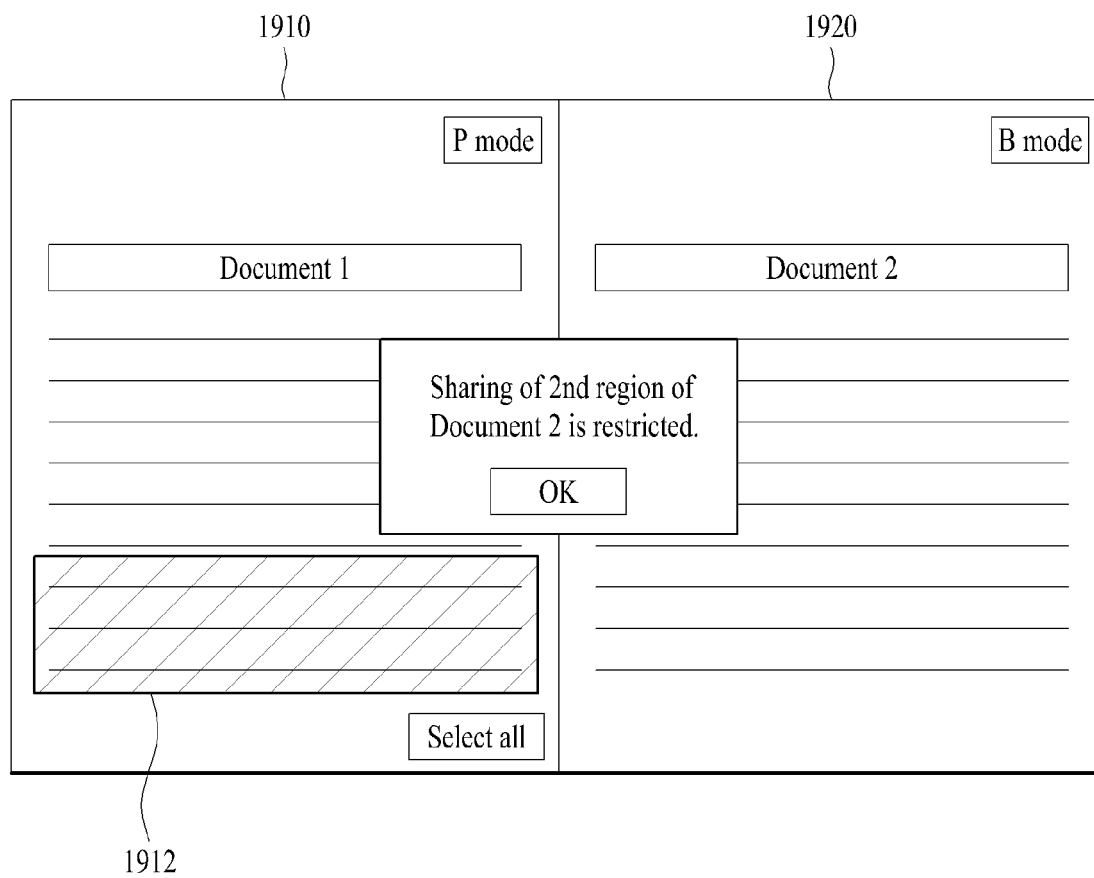 1910
1920
P mode
B mode
Document 1
Document 2
Sharing of 2nd region of
Document 2 is restricted.
OK
Select all
1912